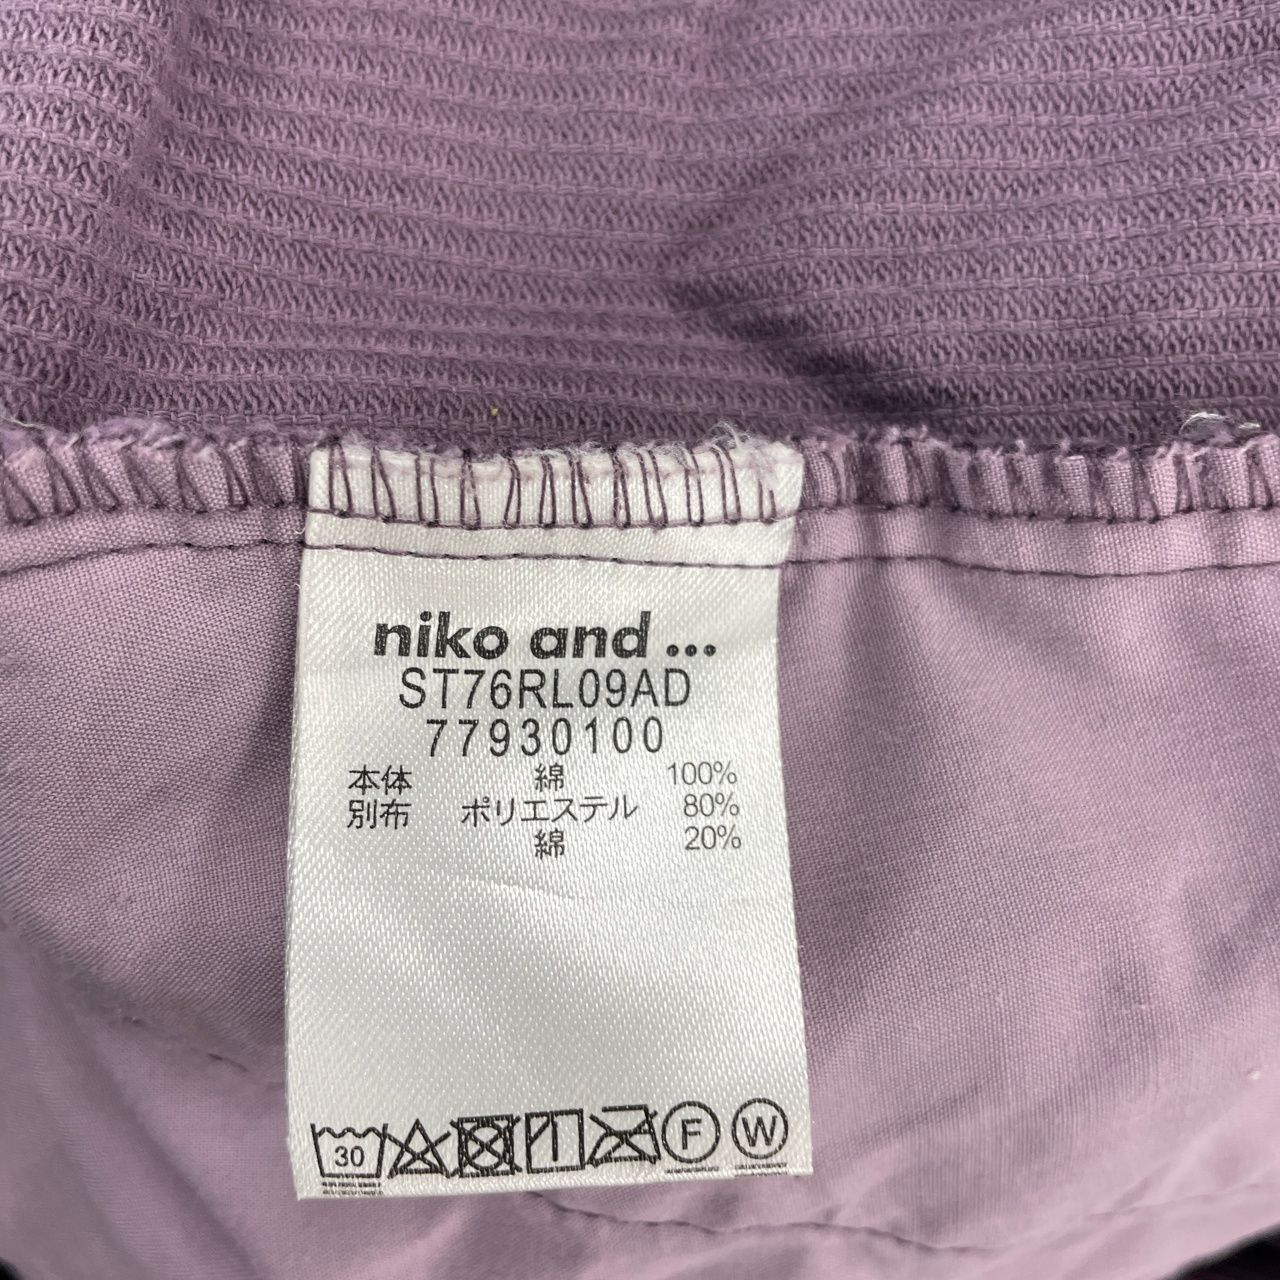 niko and ...
ST76RL09AD
77930100
本体 綿 100%
別布 ポリエステル 80%
綿 20%
30 F W